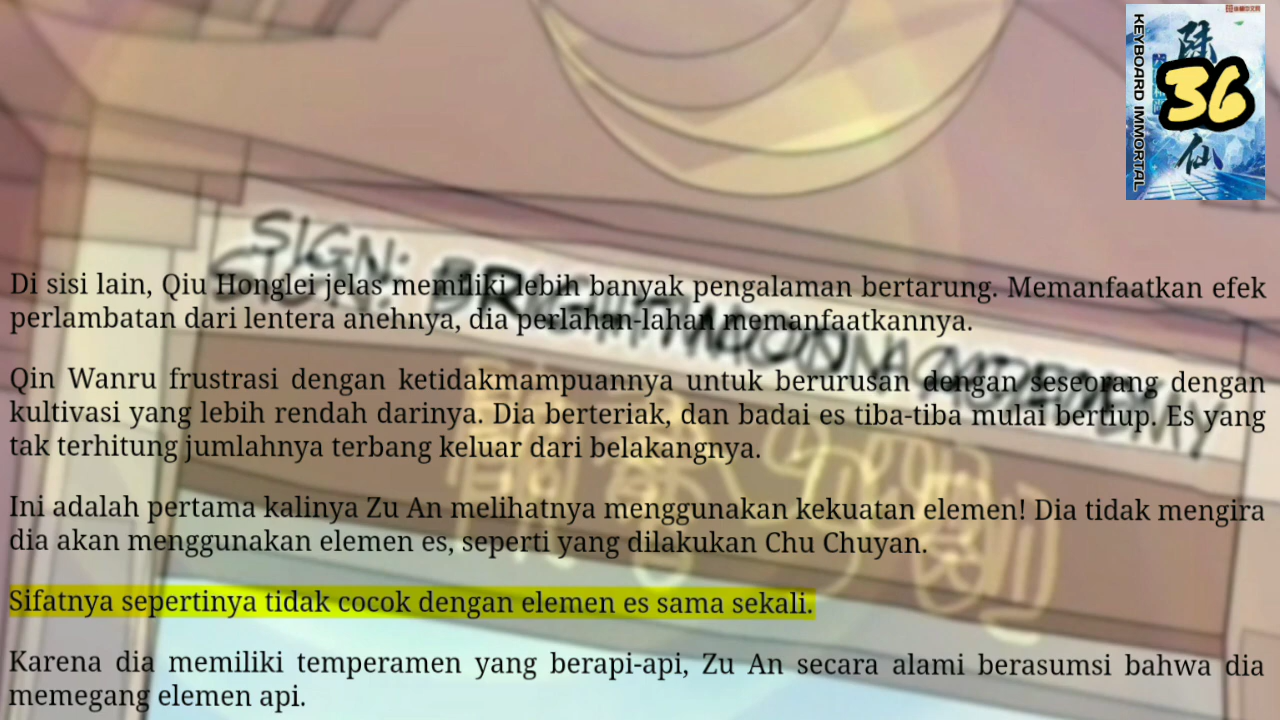 陆
36
仙
KEYBOARD IMMORTAL
SIGN: BRIGHTMOON ACADEMY
Di sisi lain, Qiu Honglei jelas memiliki lebih banyak pengalaman bertarung. Memanfaatkan efek
perlambatan dari lentera anehnya, dia perlahan-lahan memanfaatkannya.
Qin Wanru frustrasi dengan ketidakmampuannya untuk berurusan dengan seseorang dengan
kultivasi yang lebih rendah darinya. Dia berteriak, dan badai es tiba-tiba mulai bertiup. Es yang
tak terhitung jumlahnya terbang keluar dari belakangnya.
Ini adalah pertama kalinya Zu An melihatnya menggunakan kekuatan elemen! Dia tidak mengira
dia akan menggunakan elemen es, seperti yang dilakukan Chu Chuyan.
Sifatnya sepertinya tidak cocok dengan elemen es sama sekali.
Karena dia memiliki temperamen yang berapi-api, Zu An secara alami berasumsi bahwa dia
memegang elemen api.